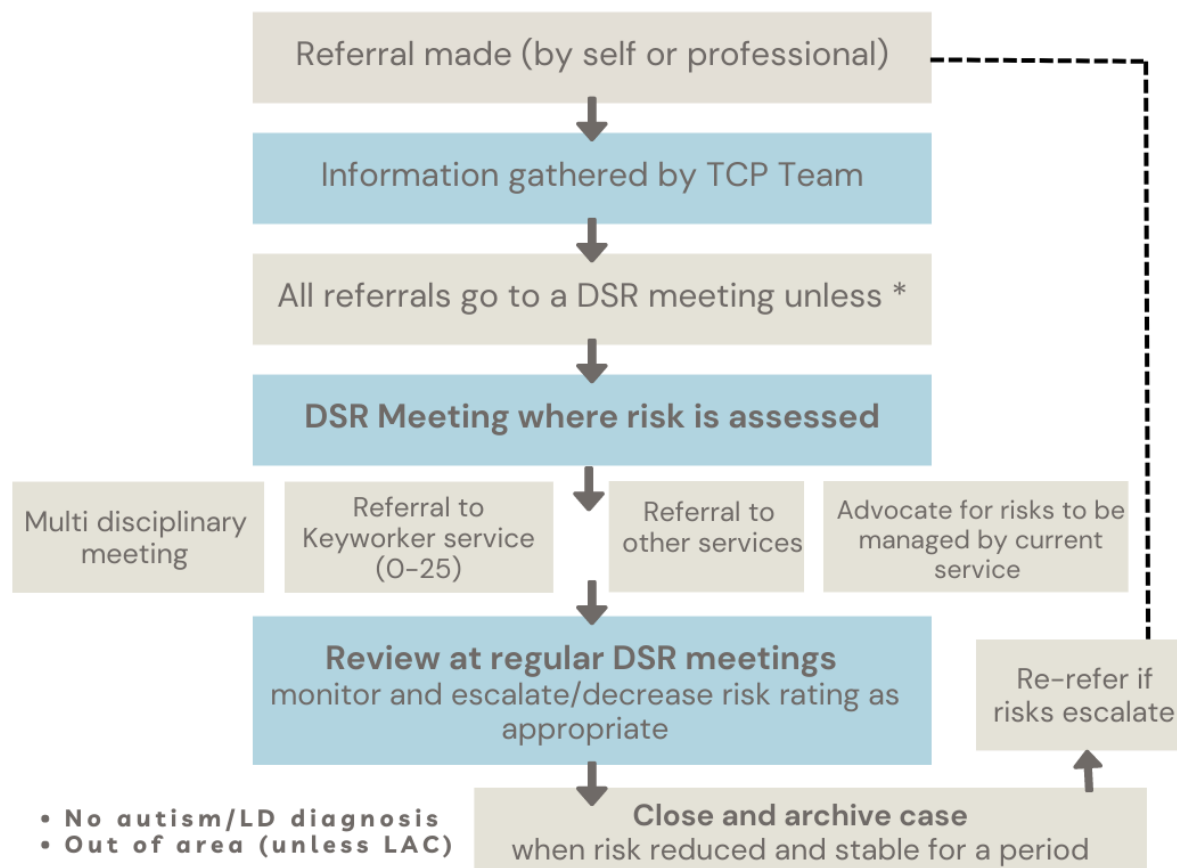 Referral made (by self or professional)
Information gathered by TCP Team
All referrals go to a DSR meeting unless *
DSR Meeting where risk is assessed
Multi disciplinary
meeting
Referral to
Keyworker service
(0-25)
Referral to
other services
Advocate for risks to be
managed by current
service
Review at regular DSR meetings
monitor and escalate/decrease risk rating as
appropriate
Re-refer if
risks escalate
• No autism/LD diagnosis
• Out of area (unless LAC)
Close and archive case
when risk reduced and stable for a period